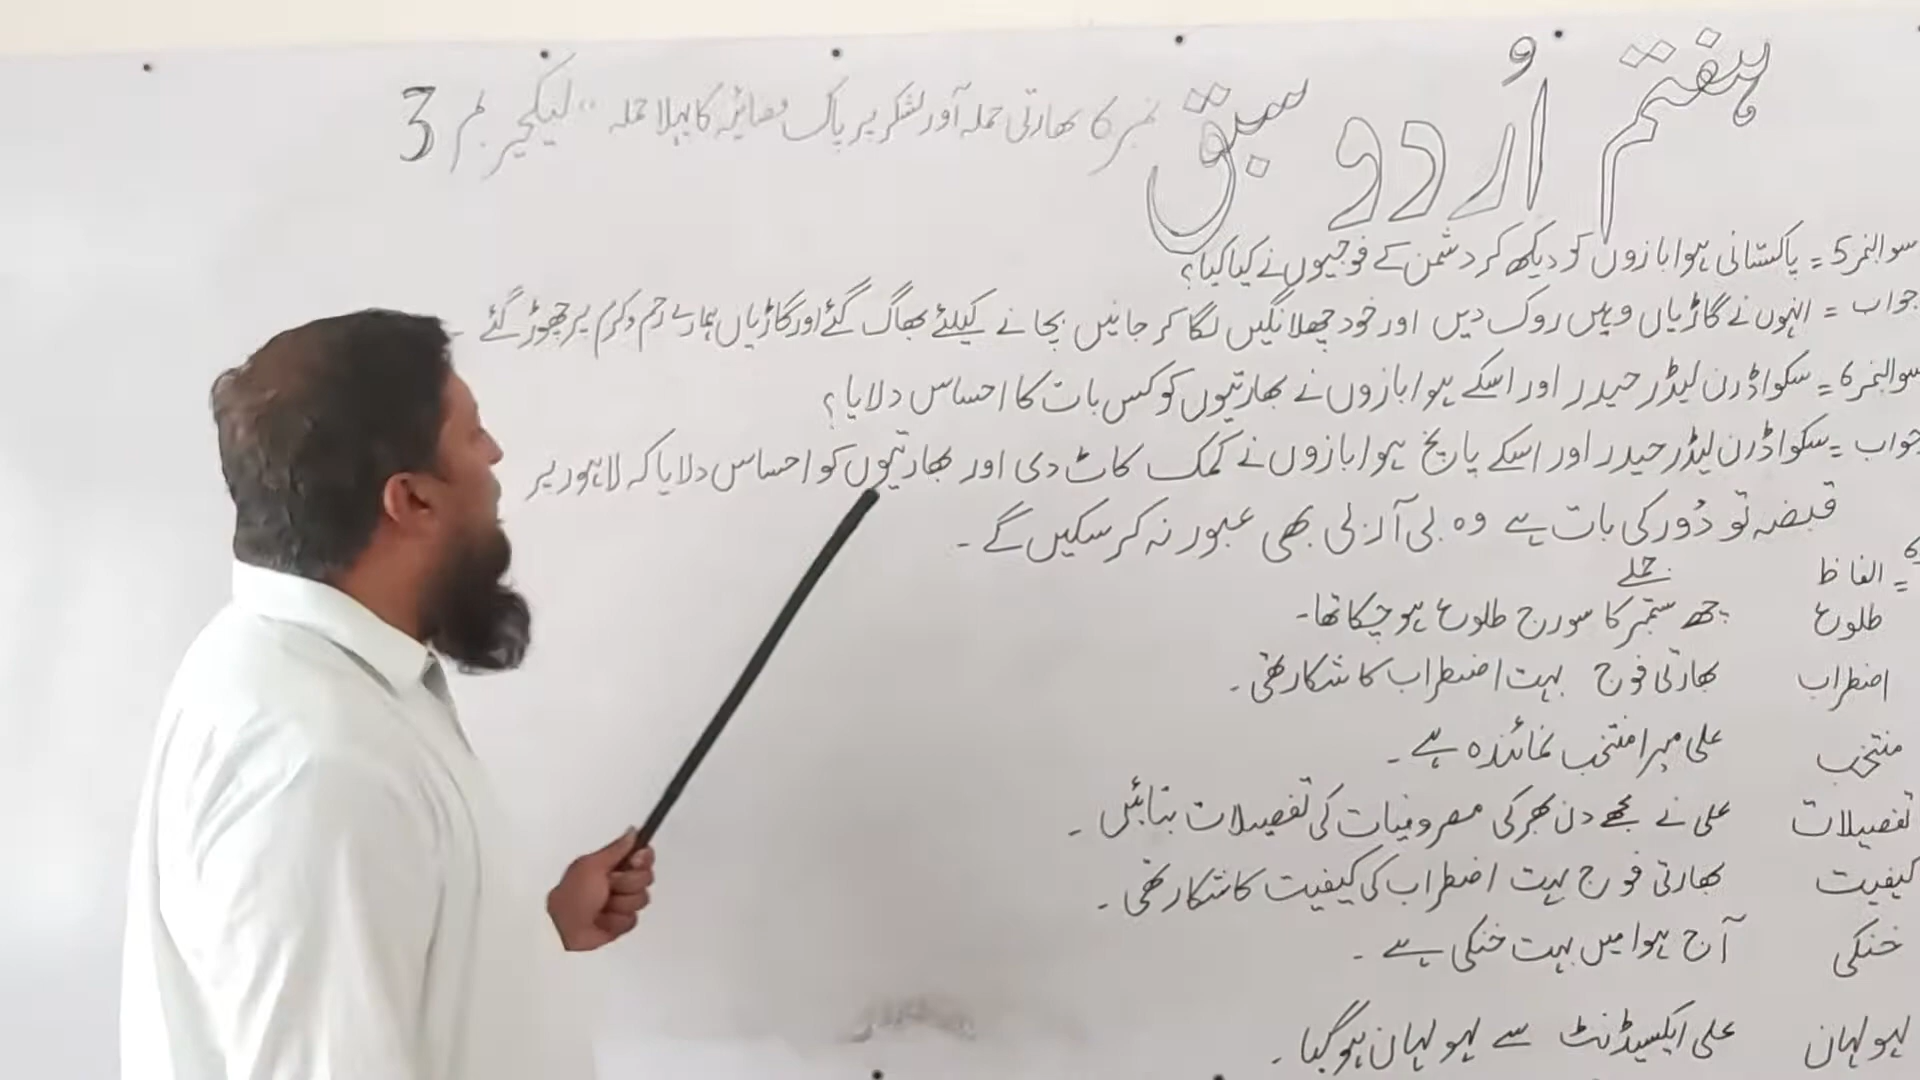 ہفتم اُردو سبق نمبر 6 بھارتی حملہ آور لشکر پر پاک فضائیہ کا پہلا حملہ " لیکچر نمبر 3
سوالنمبر 5 = پاکستانی ہوابازوں کو دیکھ کر دشمن کے فوجیوں نے کیا کیا؟
جواب = انہوں نے گاڑیاں وہیں روک دیں اور خود چھلانگیں لگا کر جانیں بچانے کیلئے بھاگ گئے اور گاڑیاں ہمارے رحم و کرم پر چھوڑ گئے ۔
سوالنمبر 6 = سکواڈرن لیڈر حیدر اور اسکے ہوابازوں نے بھارتیوں کو کس بات کا احساس دلایا؟
جواب = سکواڈرن لیڈر حیدر اور اسکے پانچ ہوابازوں نے کمک کاٹ دی اور بھارتیوں کو احساس دلایا کہ لاہور پر
قبضہ تو دُور کی بات ہے وہ بی آر بی بھی عبور نہ کر سکیں گے ۔
= الفاظ جملے
طلوع چھ ستمبر کا سورج طلوع ہو چکا تھا۔
اضطراب بھارتی فوج بہت اضطراب کا شکار تھی ۔
منتخب علی میرا منتخب نمائندہ ہے ۔
تفصیلات علی نے مجھے دن بھر کی مصروفیات کی تفصیلات بتائیں ۔
کیفیت بھارتی فوج بہت اضطراب کی کیفیت کا شکار تھی ۔
خنکی آج ہوا میں بہت خنکی ہے ۔
لہو لہان علی ایکسیڈنٹ سے لہو لہان ہو گیا ۔